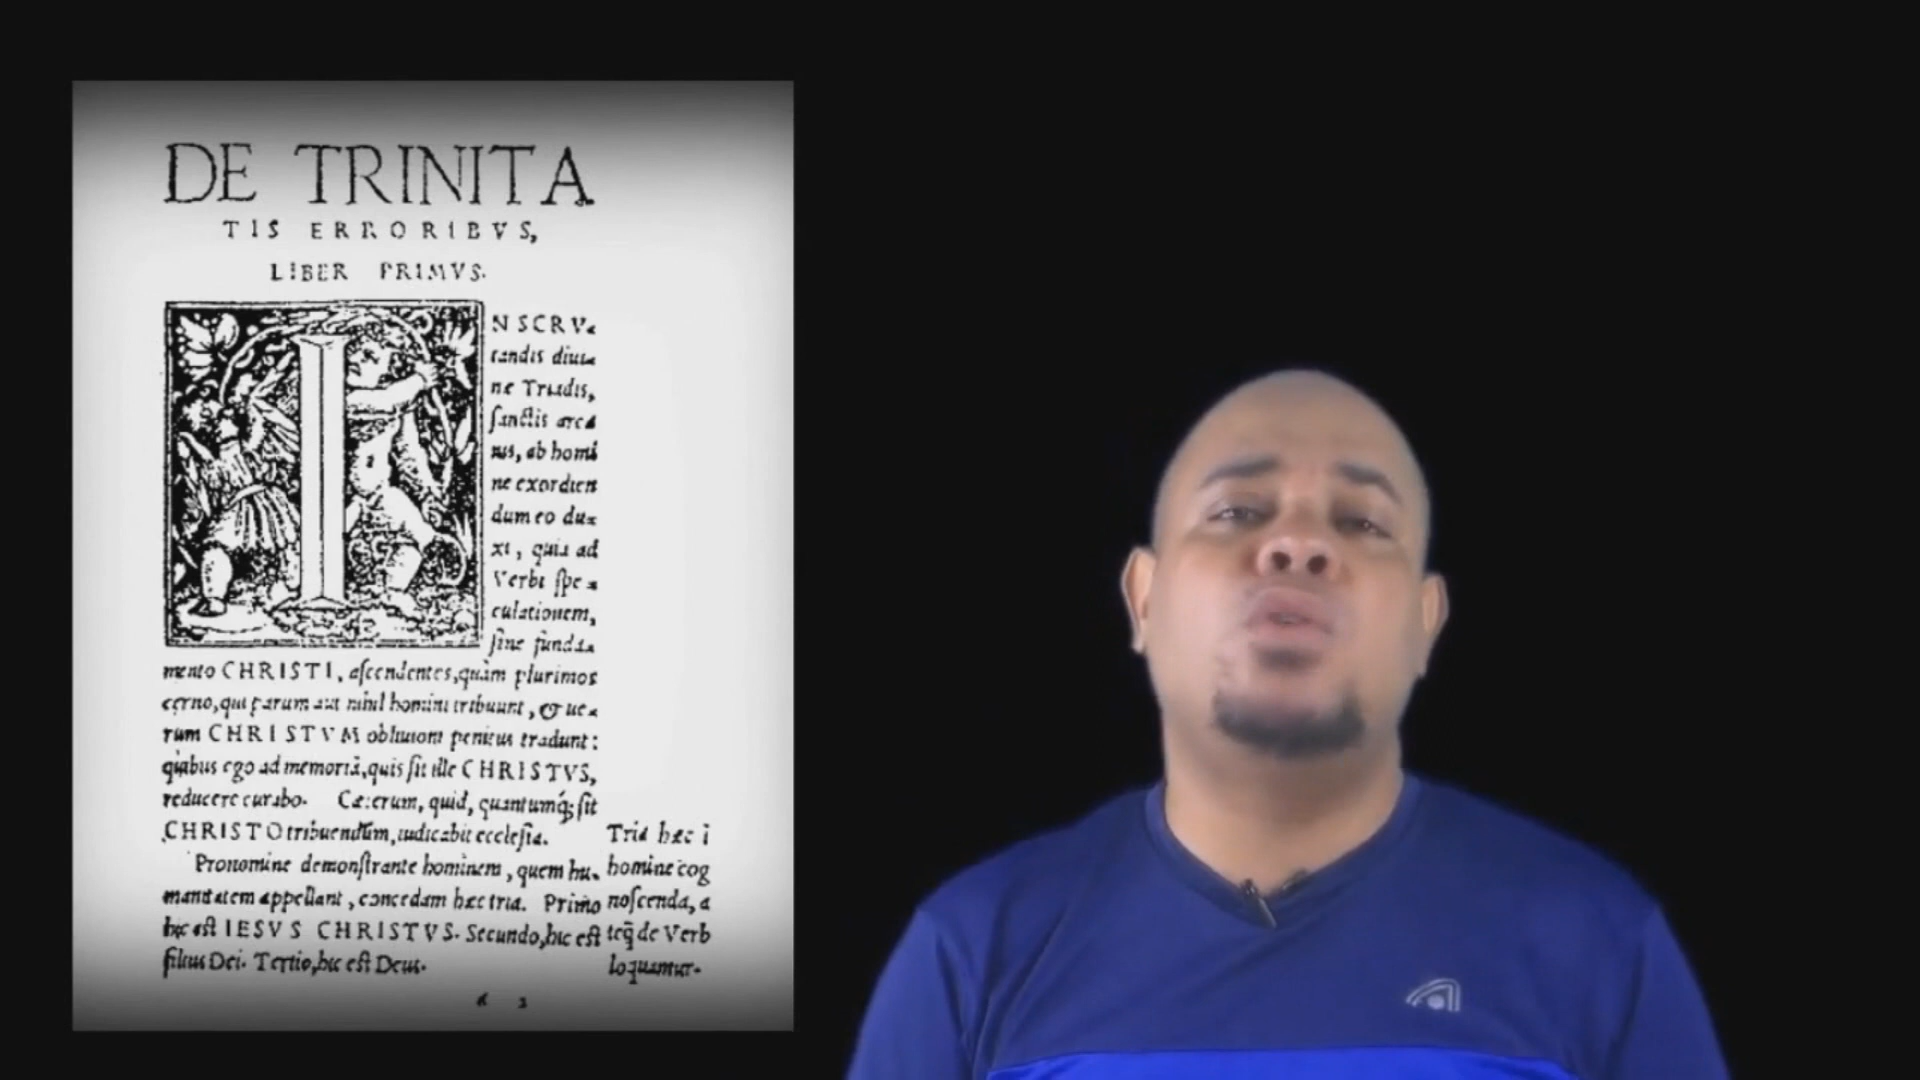 DE TRINITA
TIS ERRORIBVS,
LIBER PRIMVS.
IN SCRV-
tandis diui-
ne Triadis,
ſanctis arca
nis, ab homi
ne exordien
dum eo du-
xi, quia ad
Verbi ſpe-
culationem,
ſine funda-
mento CHRISTI, aſcendentes, quàm plurimos
cerno, qui parum aut nihil homini tribuunt, & ue-
rum CHRISTVM obliuioni penitus tradunt:
quibus ego ad memoriã, quis ſit ille CHRISTVS,
reducere curabo. Cæterum, quid, quantumq́; ſit
CHRISTO tribuendum, iudicabit eccleſia.
Pronomine demonſtrante hominem, quem hu-
manitatem appellant, concedam hæc tria. Primo
hic eſt IESVS CHRISTVS. Secundo, hic eſt
filius Dei. Tertio, hic eſt Deus.
Tria hæc ĩ
homine cog
noſcenda, a
teq̃ de Verb
loquamur.